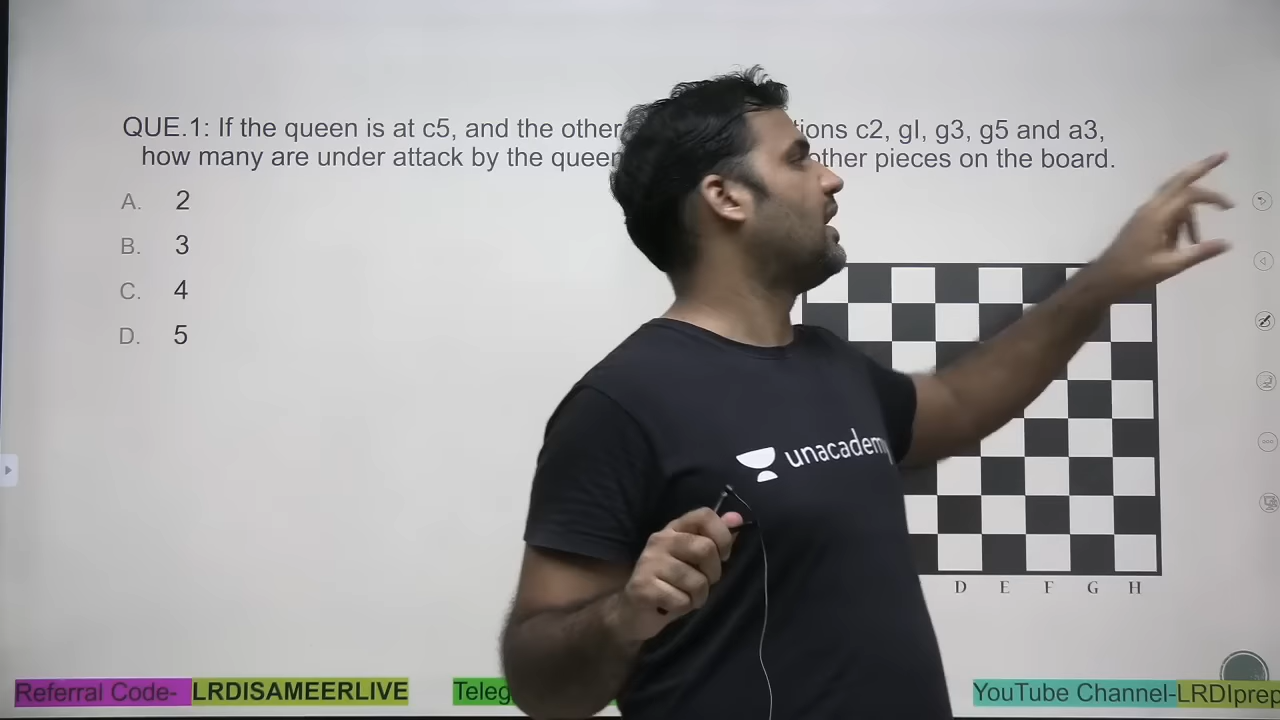 QUE.1: If the queen is at c5, and the other tions c2, gI, g3, g5 and a3,
how many are under attack by the queen other pieces on the board.
A. 2
B. 3
C. 4
D. 5
unacademy
D E F G H
Referral Code- LRDISAMEERLIVE
Teleg
YouTube Channel-LRDIprep